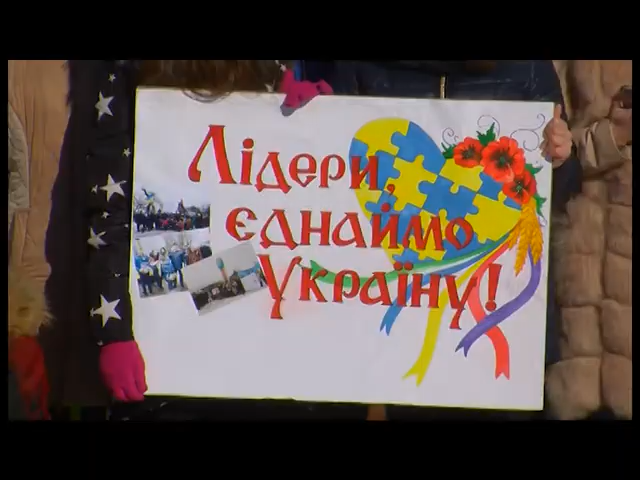 Лідери,
єднаймо
Україну!